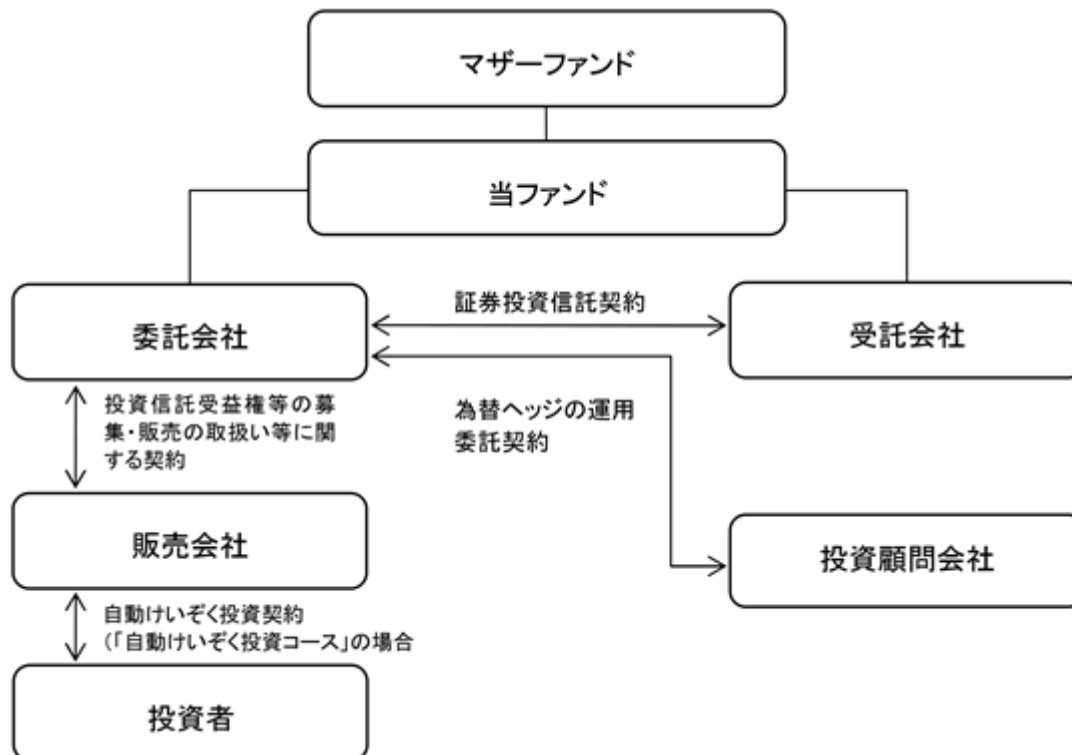 マザーファンド
当ファンド
証券投資信託契約
委託会社
受託会社
投資信託受益権等の募
集・販売の取扱い等に関
する契約
為替ヘッジの運用
委託契約
販売会社
投資顧問会社
自動けいぞく投資契約
(「自動けいぞく投資コース」の場合
投資者